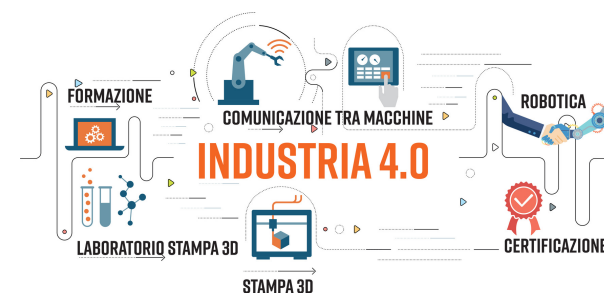 FORMAZIONE
COMUNICAZIONE TRA MACCHINE
ROBOTICA
INDUSTRIA 4.0
LABORATORIO STAMPA 3D
STAMPA 3D
CERTIFICAZIONE